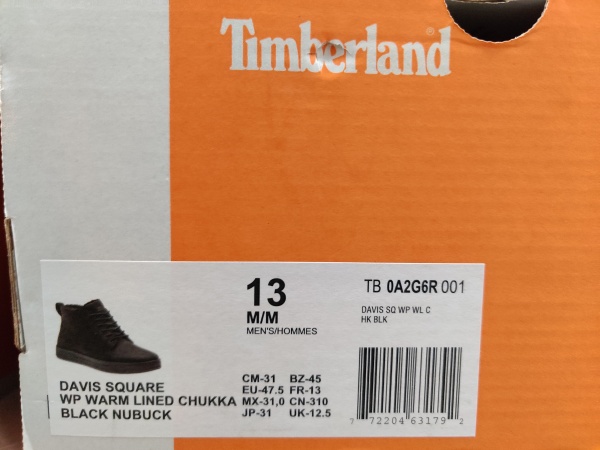 Timberland
13
M/M
MEN'S/HOMMES
TB 0A2G6R 001
DAVIS SQ WP WL C
HK BLK
DAVIS SQUARE
WP WARM LINED CHUKKA
BLACK NUBUCK
CM-31 BZ-45
EU-47.5 FR-13
MX-31,0 CN-310
JP-31 UK-12.5
7 72204 63179 2